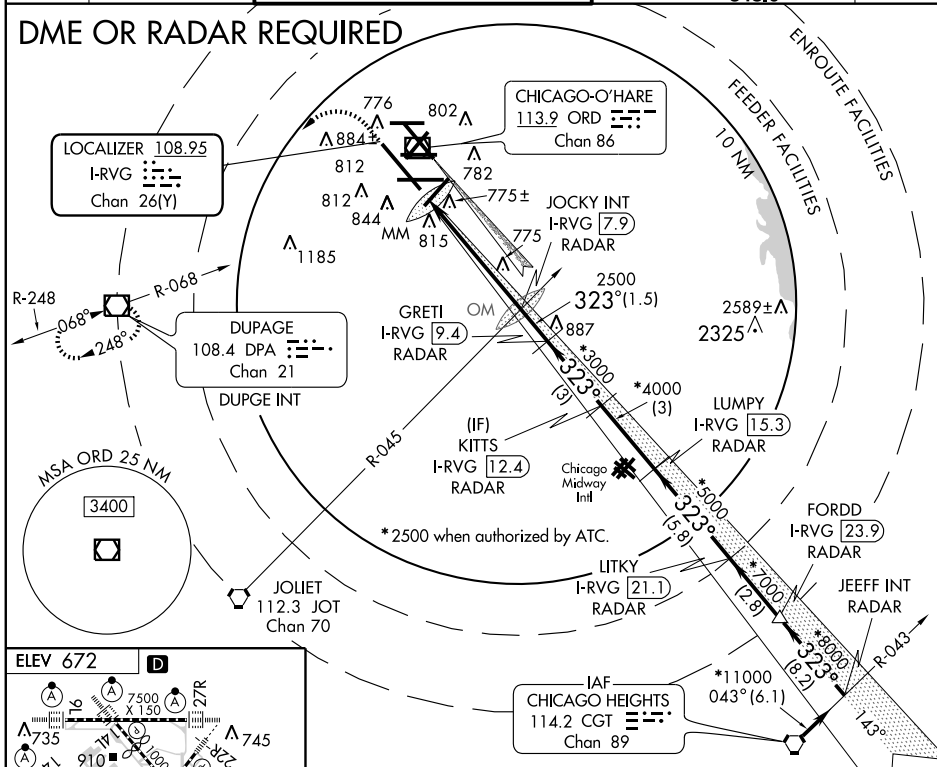 DME OR RADAR REQUIRED
ENROUTE FACILITIES
FEEDER FACILITIES
10 NM
CHICAGO-O'HARE
113.9 ORD
Chan 86
LOCALIZER 108.95
I-RVG
Chan 26(Y)
776
802
884±
812
782
812
844
775±
MM
815
1185
775
JOCKY INT
I-RVG 7.9
RADAR
2500
323° (1.5)
OM
887
2589±
2325
R-248
R-068
068°
248°
DUPAGE
108.4 DPA
Chan 21
DUPGE INT
GRETI
I-RVG 9.4
RADAR
*3000
323°
(3)
*4000
(3)
(IF)
KITTS
I-RVG 12.4
RADAR
LUMPY
I-RVG 15.3
RADAR
R-045
Chicago
Midway
Intl
*5000
323°
(5.8)
MSA ORD 25 NM
3400
*2500 when authorized by ATC.
FORDD
I-RVG 23.9
RADAR
LITKY
I-RVG 21.1
RADAR
*7000
(2.8)
JEEFF INT
RADAR
JOLIET
112.3 JOT
Chan 70
*8000
323°
(8.2)
R-043
*11000
043° (6.1)
143°
IAF
CHICAGO HEIGHTS
114.2 CGT
Chan 89
ELEV 672
D
A
A
A
7500
X 150
27R
9L
735
745
14L
22R
A
910
P